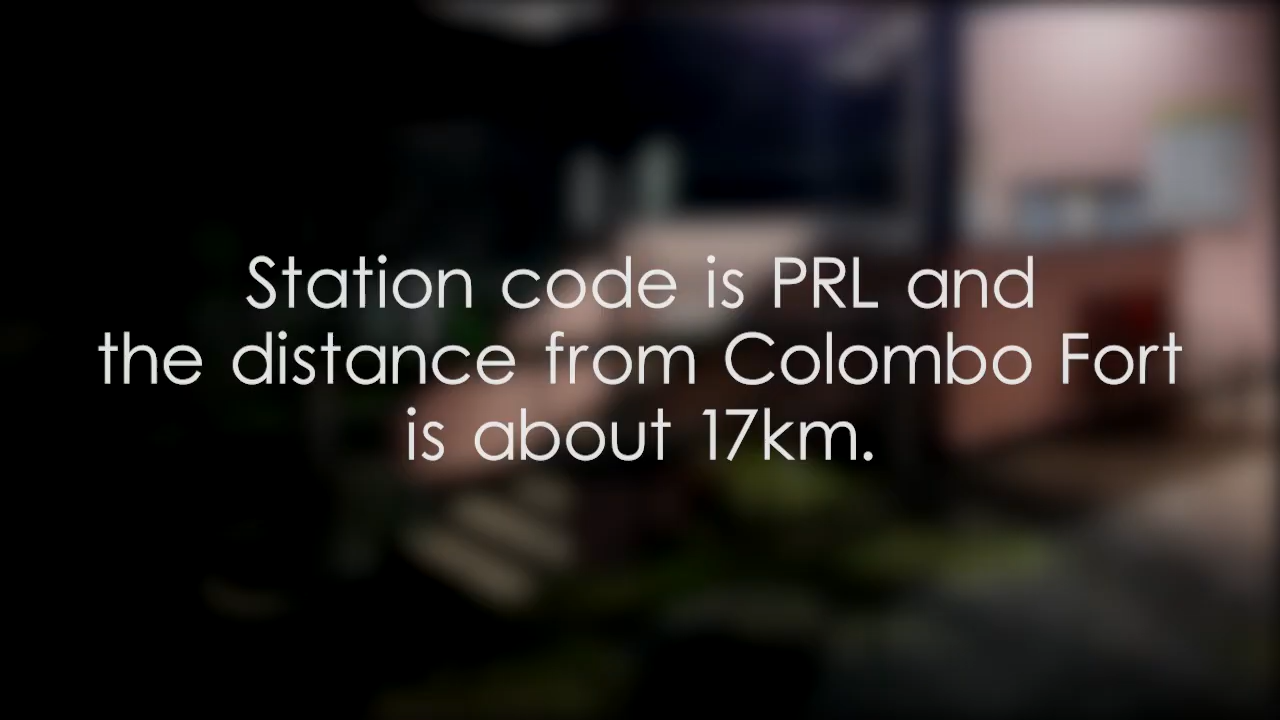 Station code is PRL and
the distance from Colombo Fort
is about 17km.